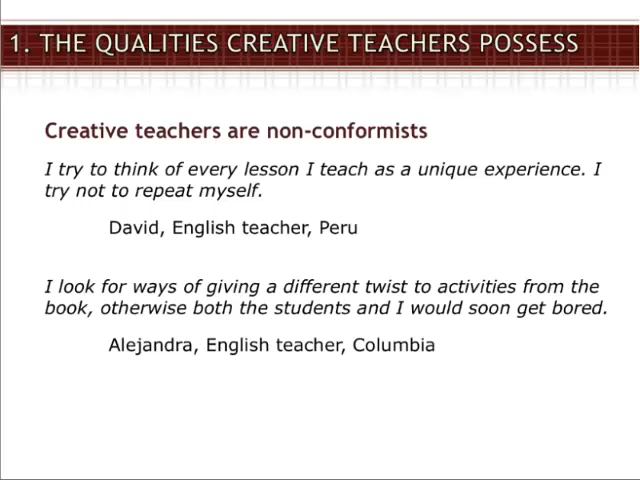 1. THE QUALITIES CREATIVE TEACHERS POSSESS
Creative teachers are non-conformists
I try to think of every lesson I teach as a unique experience. I
try not to repeat myself.
David, English teacher, Peru
I look for ways of giving a different twist to activities from the
book, otherwise both the students and I would soon get bored.
Alejandra, English teacher, Columbia